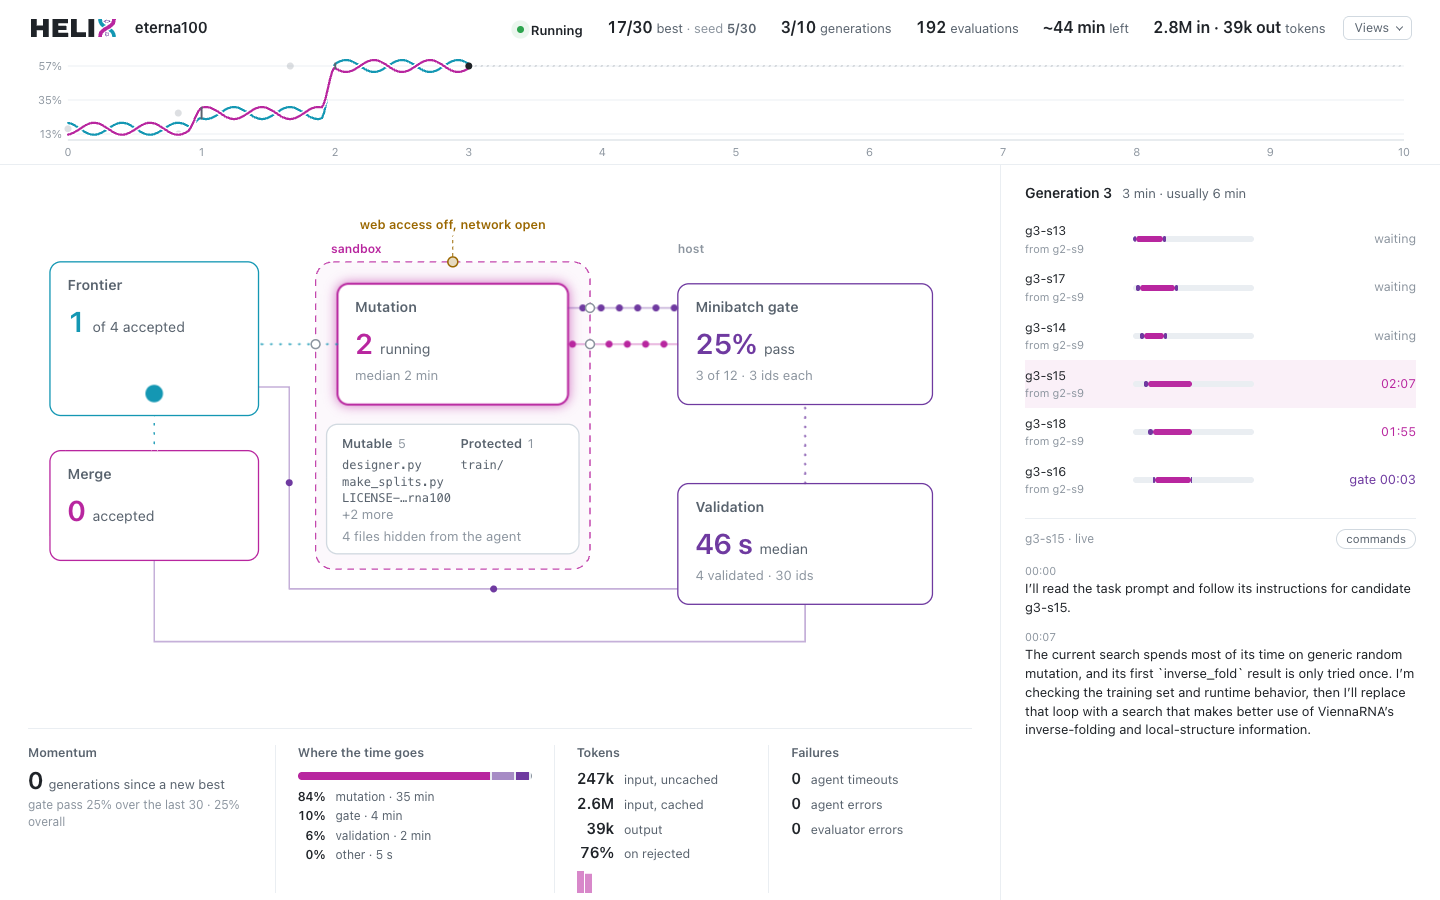 HELIX eterna100
Running 17/30 best · seed 5/30 3/10 generations 192 evaluations ~44 min left 2.8M in · 39k out tokens Views
57%
35%
13%
0 1 2 3 4 5 6 7 8 9 10
web access off, network open
sandbox
host
Frontier
1 of 4 accepted
Mutation
2 running
median 2 min
Minibatch gate
25% pass
3 of 12 · 3 ids each
Mutable 5
designer.py
make_splits.py
LICENSE-…rna100
+2 more
Protected 1
train/
4 files hidden from the agent
Merge
0 accepted
Validation
46 s median
4 validated · 30 ids
Generation 3 3 min · usually 6 min
g3-s13
from g2-s9
waiting
g3-s17
from g2-s9
waiting
g3-s14
from g2-s9
waiting
g3-s15
from g2-s9
02:07
g3-s18
from g2-s9
01:55
g3-s16
from g2-s9
gate 00:03
g3-s15 · live
commands
00:00
I’ll read the task prompt and follow its instructions for candidate
g3-s15.
00:07
The current search spends most of its time on generic random
mutation, and its first `inverse_fold` result is only tried once. I’m
checking the training set and runtime behavior, then I’ll replace
that loop with a search that makes better use of ViennaRNA’s
inverse-folding and local-structure information.
Momentum
0 generations since a new best
gate pass 25% over the last 30 · 25%
overall
Where the time goes
84% mutation · 35 min
10% gate · 4 min
6% validation · 2 min
0% other · 5 s
Tokens
247k input, uncached
2.6M input, cached
39k output
76% on rejected
Failures
0 agent timeouts
0 agent errors
0 evaluator errors